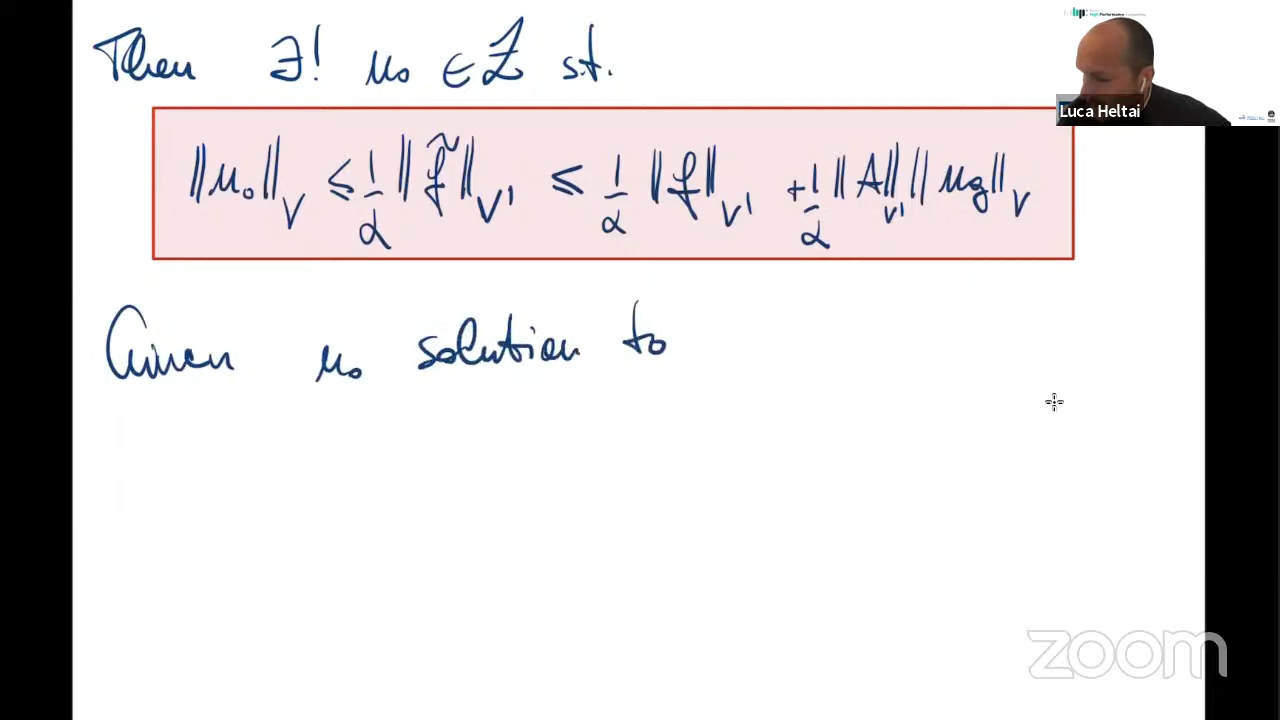 Then ∃! u₀ ∈ Z s.t.
‖u₀‖_V ≤ 1/α ‖f̃‖_V' ≤ 1/α ‖f‖_V' + 1/α ‖A‖_V' ‖u_g‖_V
Given u₀ solution to
Luca Heltai
zoom